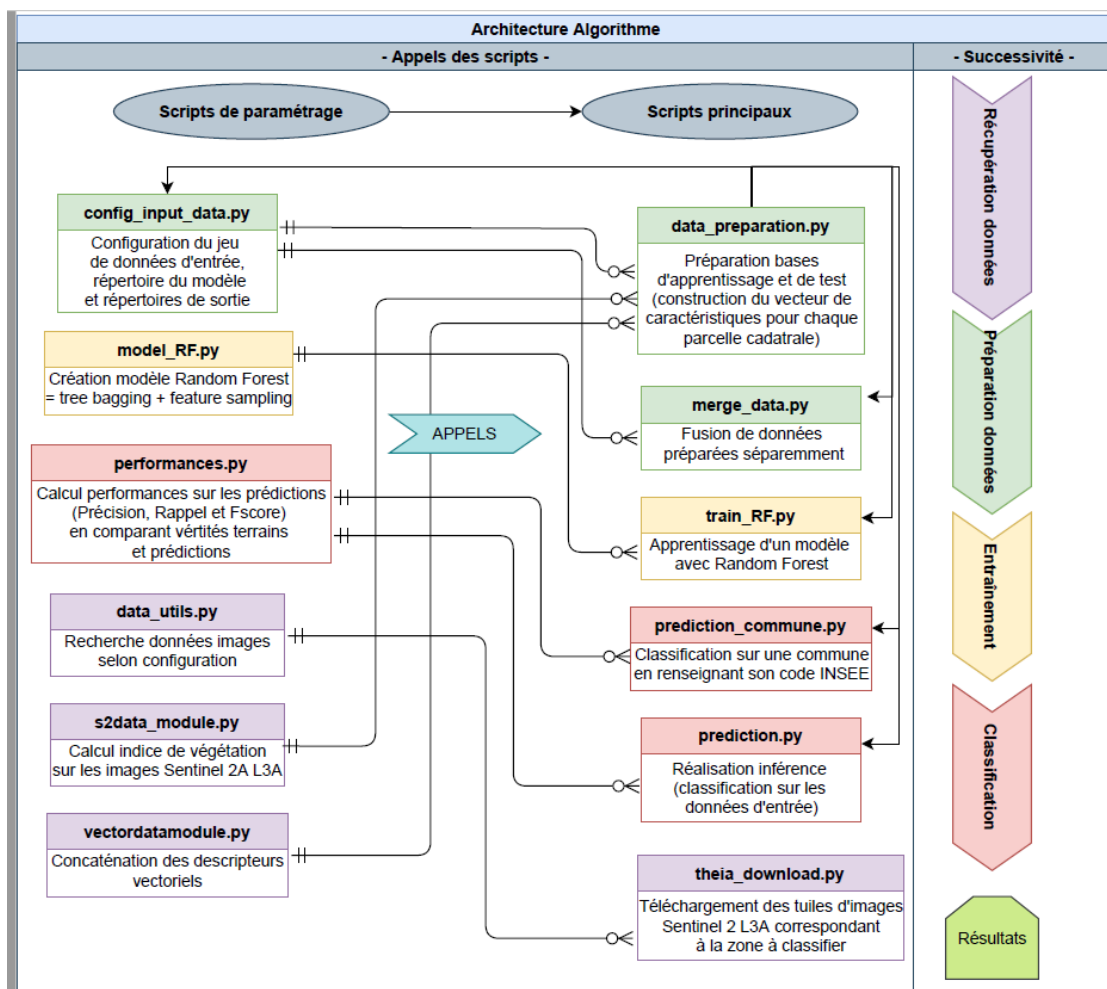 Architecture Algorithme
- Appels des scripts -
- Successivité -
Scripts de paramétrage
Scripts principaux
config_input_data.py
Configuration du jeu
de données d'entrée,
répertoire du modèle
et répertoires de sortie
model_RF.py
Création modèle Random Forest
= tree bagging + feature sampling
APPELS
performances.py
Calcul performances sur les prédictions
(Précision, Rappel et Fscore)
en comparant vértités terrains
et prédictions
data_utils.py
Recherche données images
selon configuration
s2data_module.py
Calcul indice de végétation
sur les images Sentinel 2A L3A
vectordatamodule.py
Concaténation des descripteurs
vectoriels
data_preparation.py
Préparation bases
d'apprentissage et de test
(construction du vecteur de
caractéristiques pour chaque
parcelle cadatrale)
merge_data.py
Fusion de données
préparées séparemment
train_RF.py
Apprentissage d'un modèle
avec Random Forest
prediction_commune.py
Classification sur une commune
en renseignant son code INSEE
prediction.py
Réalisation inférence
(classification sur les
données d'entrée)
theia_download.py
Téléchargement des tuiles d'images
Sentinel 2 L3A correspondant
à la zone à classifier
Récupération données
Préparation données
Entraînement
Classification
Résultats